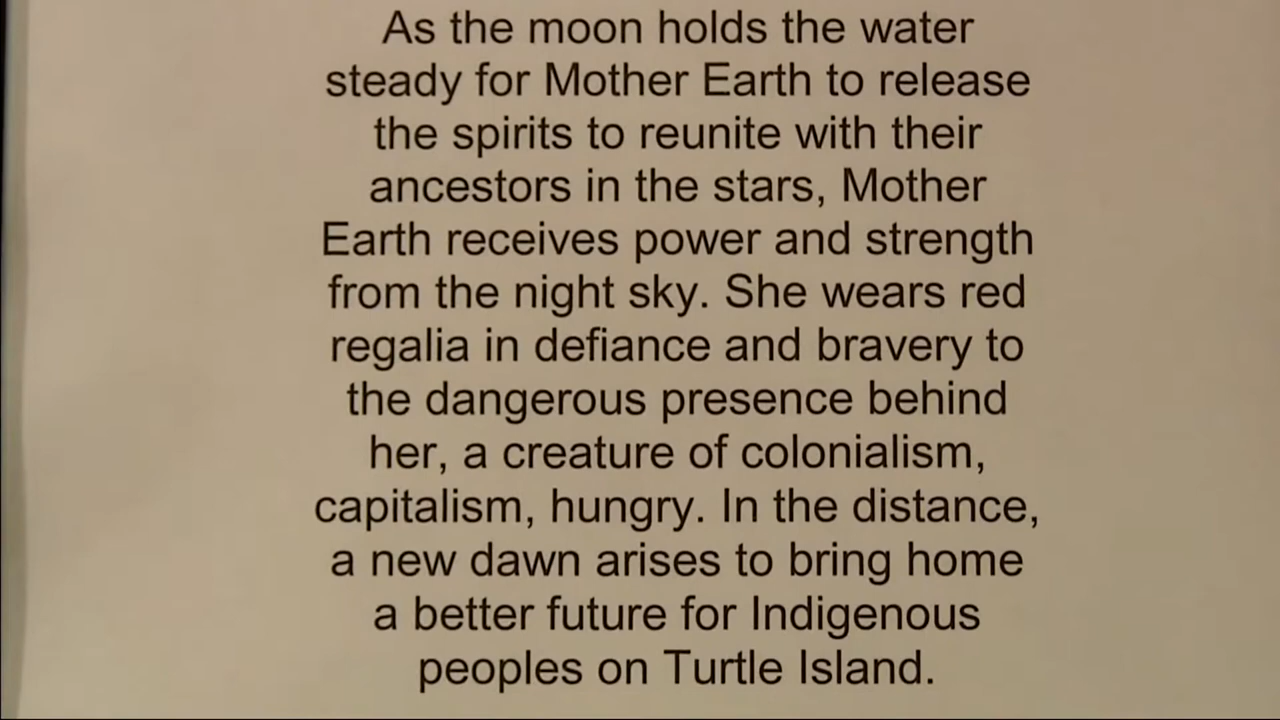 As the moon holds the water
steady for Mother Earth to release
the spirits to reunite with their
ancestors in the stars, Mother
Earth receives power and strength
from the night sky. She wears red
regalia in defiance and bravery to
the dangerous presence behind
her, a creature of colonialism,
capitalism, hungry. In the distance,
a new dawn arises to bring home
a better future for Indigenous
peoples on Turtle Island.